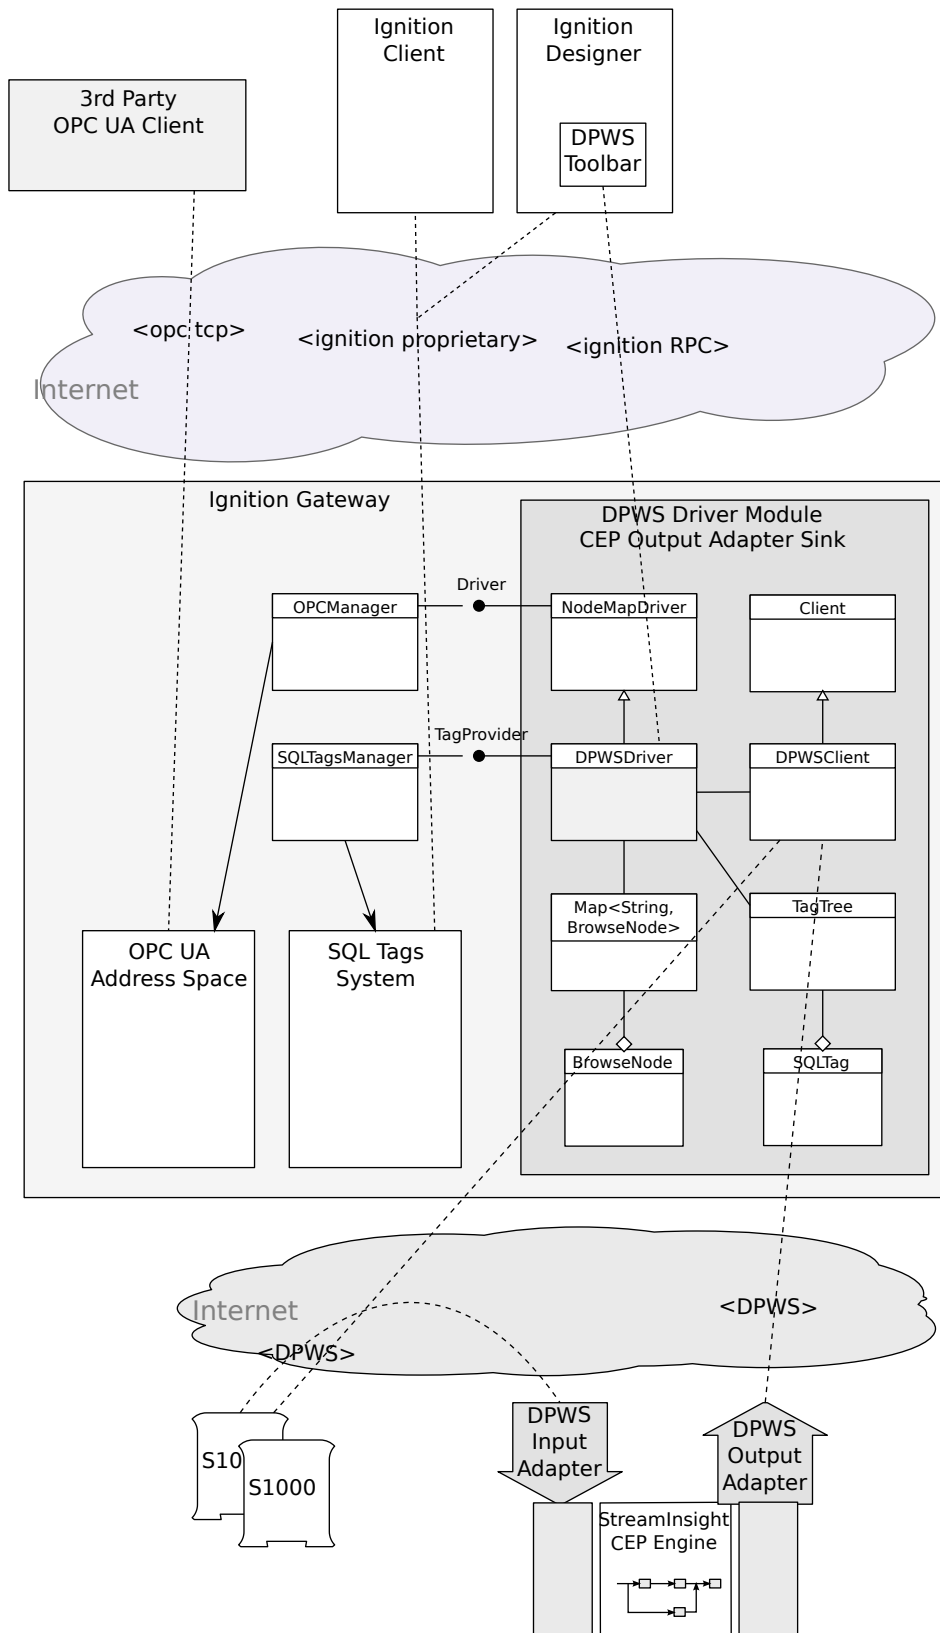 Ignition
Client
Ignition
Designer
3rd Party
OPC UA Client
DPWS
Toolbar
<opc tcp>
<ignition proprietary>
<ignition RPC>
Internet
Ignition Gateway
DPWS Driver Module
CEP Output Adapter Sink
Driver
OPCManager
NodeMapDriver
Client
TagProvider
SQLTagsManager
DPWSDriver
DPWSClient
Map<String,
BrowseNode>
TagTree
OPC UA
Address Space
SQL Tags
System
BrowseNode
SQLTag
Internet
<DPWS>
<DPWS>
S10
S1000
DPWS
Input
Adapter
DPWS
Output
Adapter
StreamInsight
CEP Engine